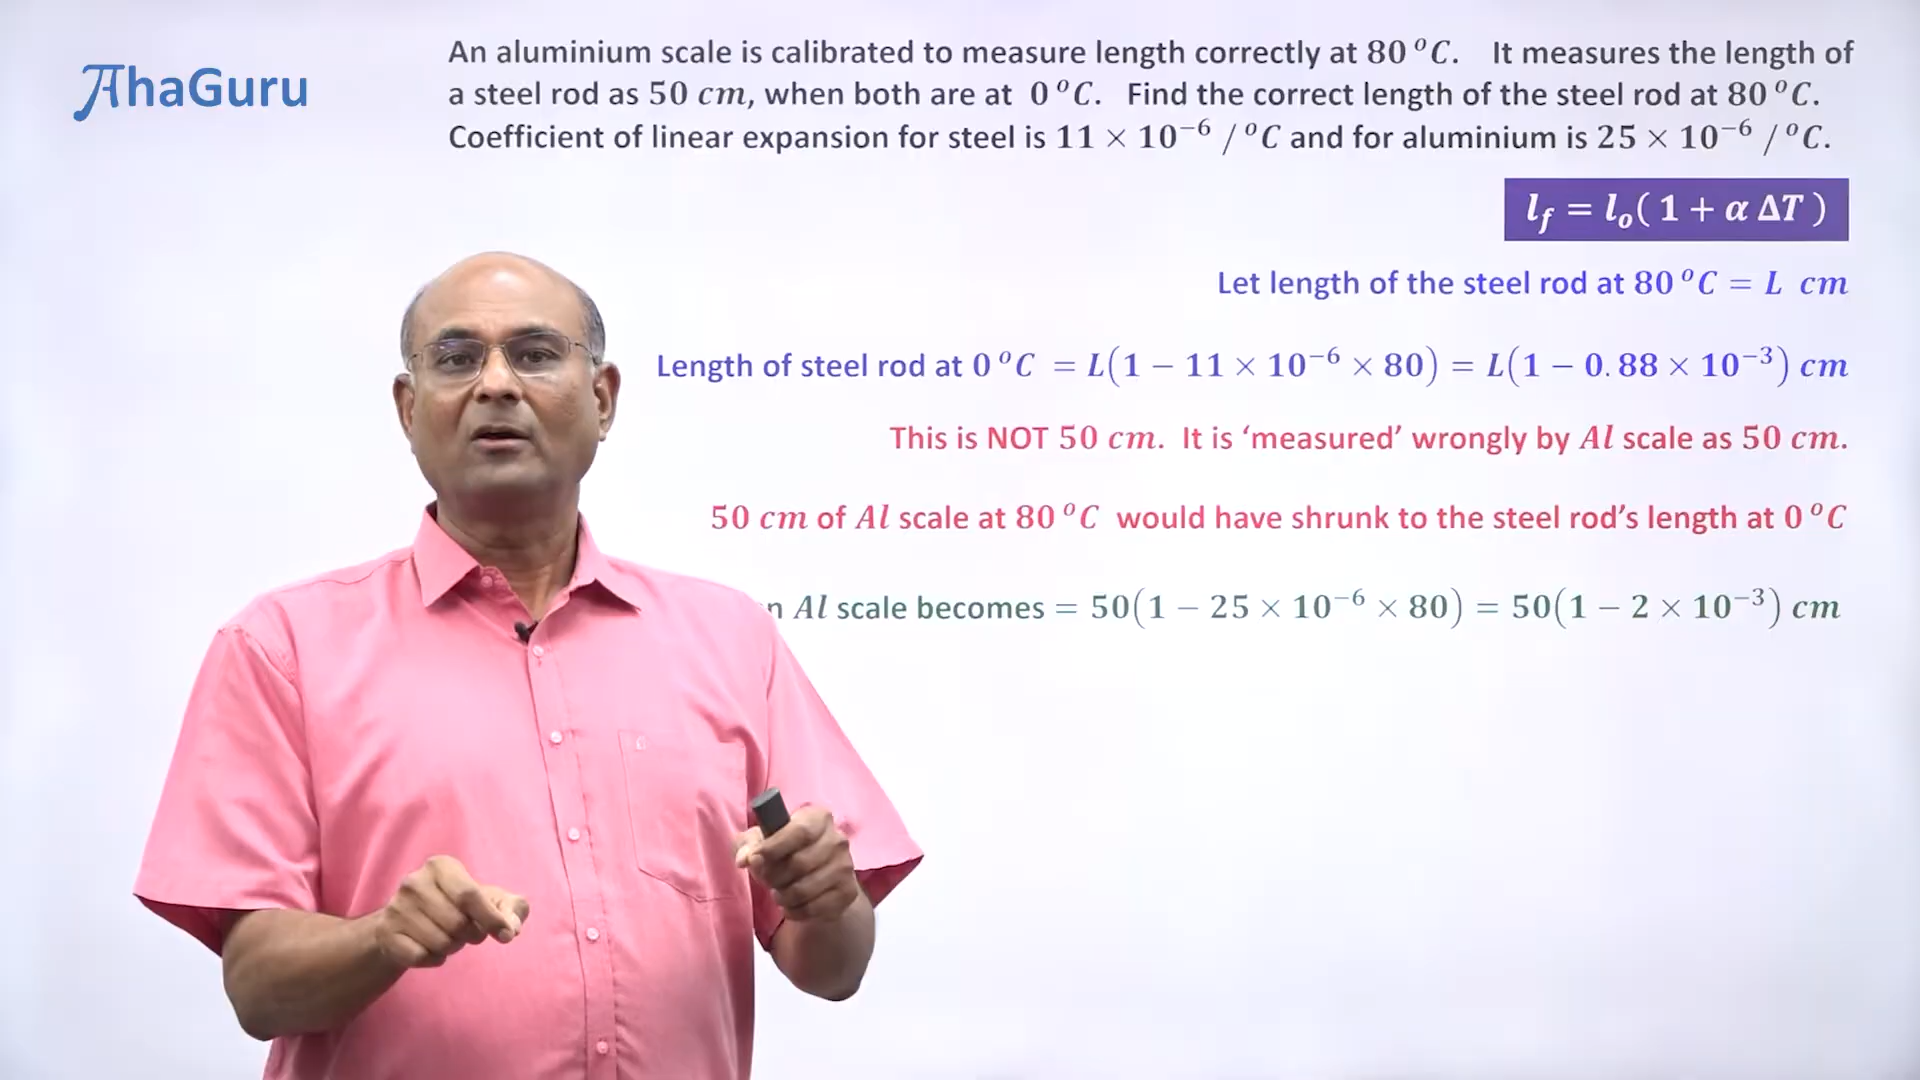 AhaGuru
An aluminium scale is calibrated to measure length correctly at 80 °C. It measures the length of
a steel rod as 50 cm, when both are at 0 °C. Find the correct length of the steel rod at 80 °C.
Coefficient of linear expansion for steel is 11 × 10⁻⁶ / °C and for aluminium is 25 × 10⁻⁶ / °C.
l_f = l_o( 1 + α ΔT )
Let length of the steel rod at 80 °C = L cm
Length of steel rod at 0 °C = L(1 − 11 × 10⁻⁶ × 80) = L(1 − 0.88 × 10⁻³) cm
This is NOT 50 cm. It is ‘measured’ wrongly by Al scale as 50 cm.
50 cm of Al scale at 80 °C would have shrunk to the steel rod’s length at 0 °C
Al scale becomes = 50(1 − 25 × 10⁻⁶ × 80) = 50(1 − 2 × 10⁻³) cm